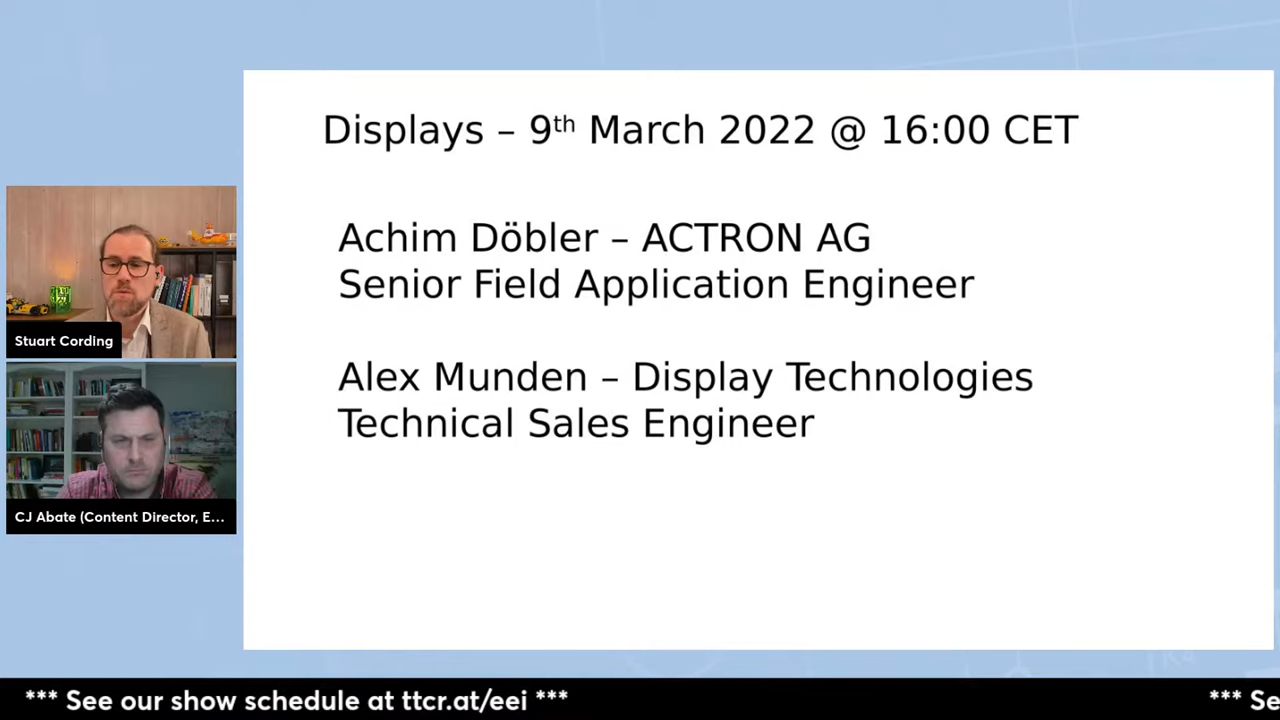 Displays – 9th March 2022 @ 16:00 CET
Achim Döbler – ACTRON AG
Senior Field Application Engineer
Alex Munden – Display Technologies
Technical Sales Engineer
Stuart Cording
CJ Abate (Content Director, E...
*** See our show schedule at ttcr.at/eei ***
*** Se